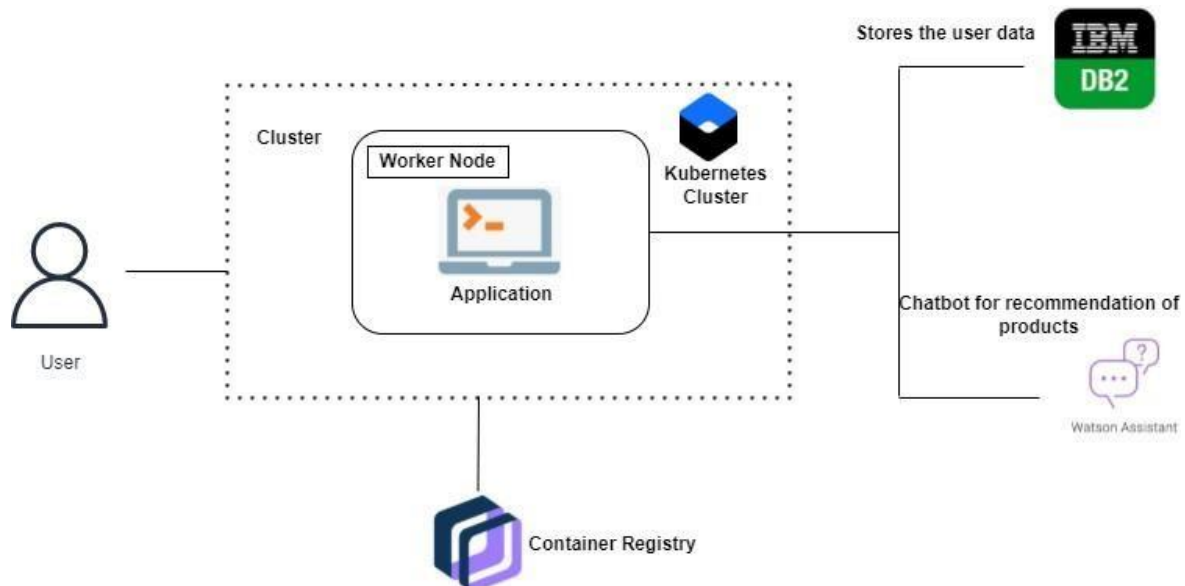 Stores the user data
IBM
DB2
Cluster
Worker Node
Kubernetes
Cluster
Application
User
Chatbot for recommendation of
products
?
Watson Assistant
Container Registry